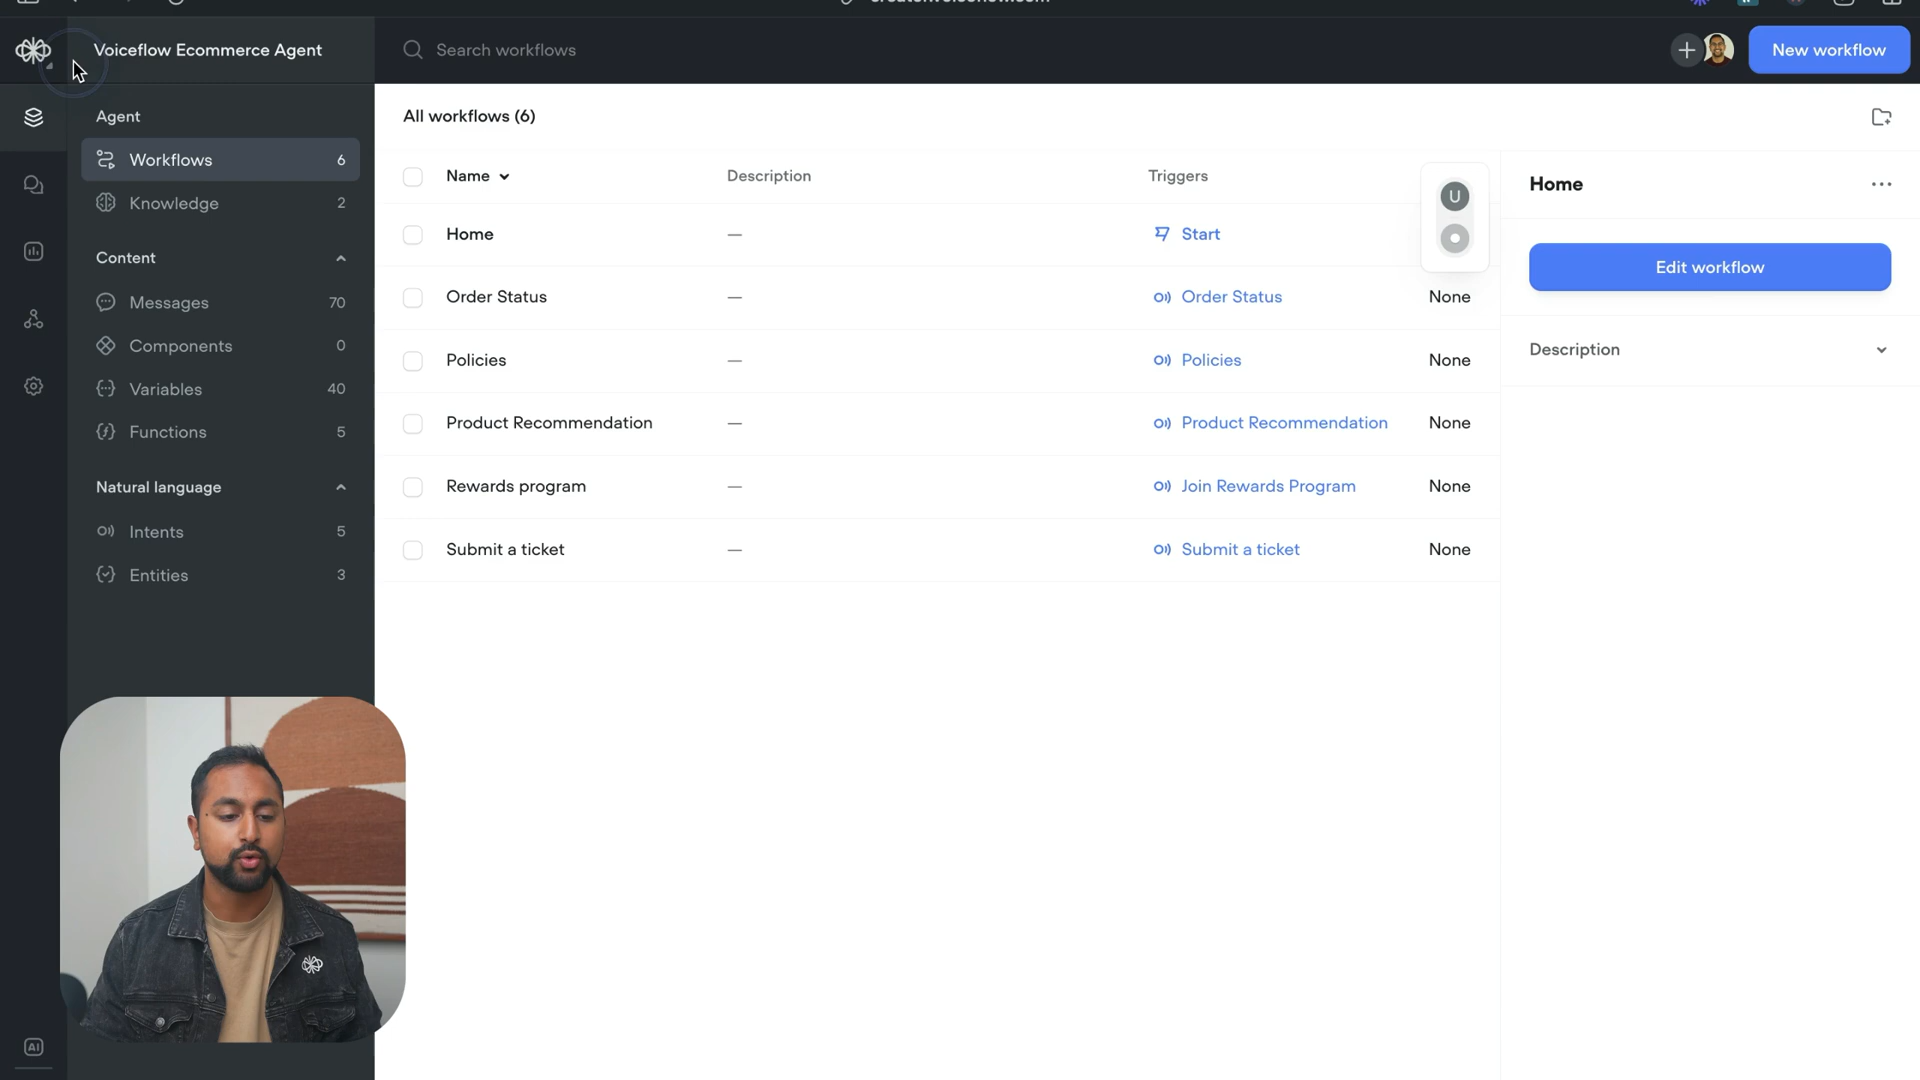 Voiceflow Ecommerce Agent
Search workflows
New workflow
Agent
Workflows 6
Knowledge 2
Content
Messages 70
Components 0
Variables 40
Functions 5
Natural language
Intents 5
Entities 3
AI
All workflows (6)
Name Description Triggers
Home — Start
Order Status — Order Status None
Policies — Policies None
Product Recommendation — Product Recommendation None
Rewards program — Join Rewards Program None
Submit a ticket — Submit a ticket None
U
Home
Edit workflow
Description